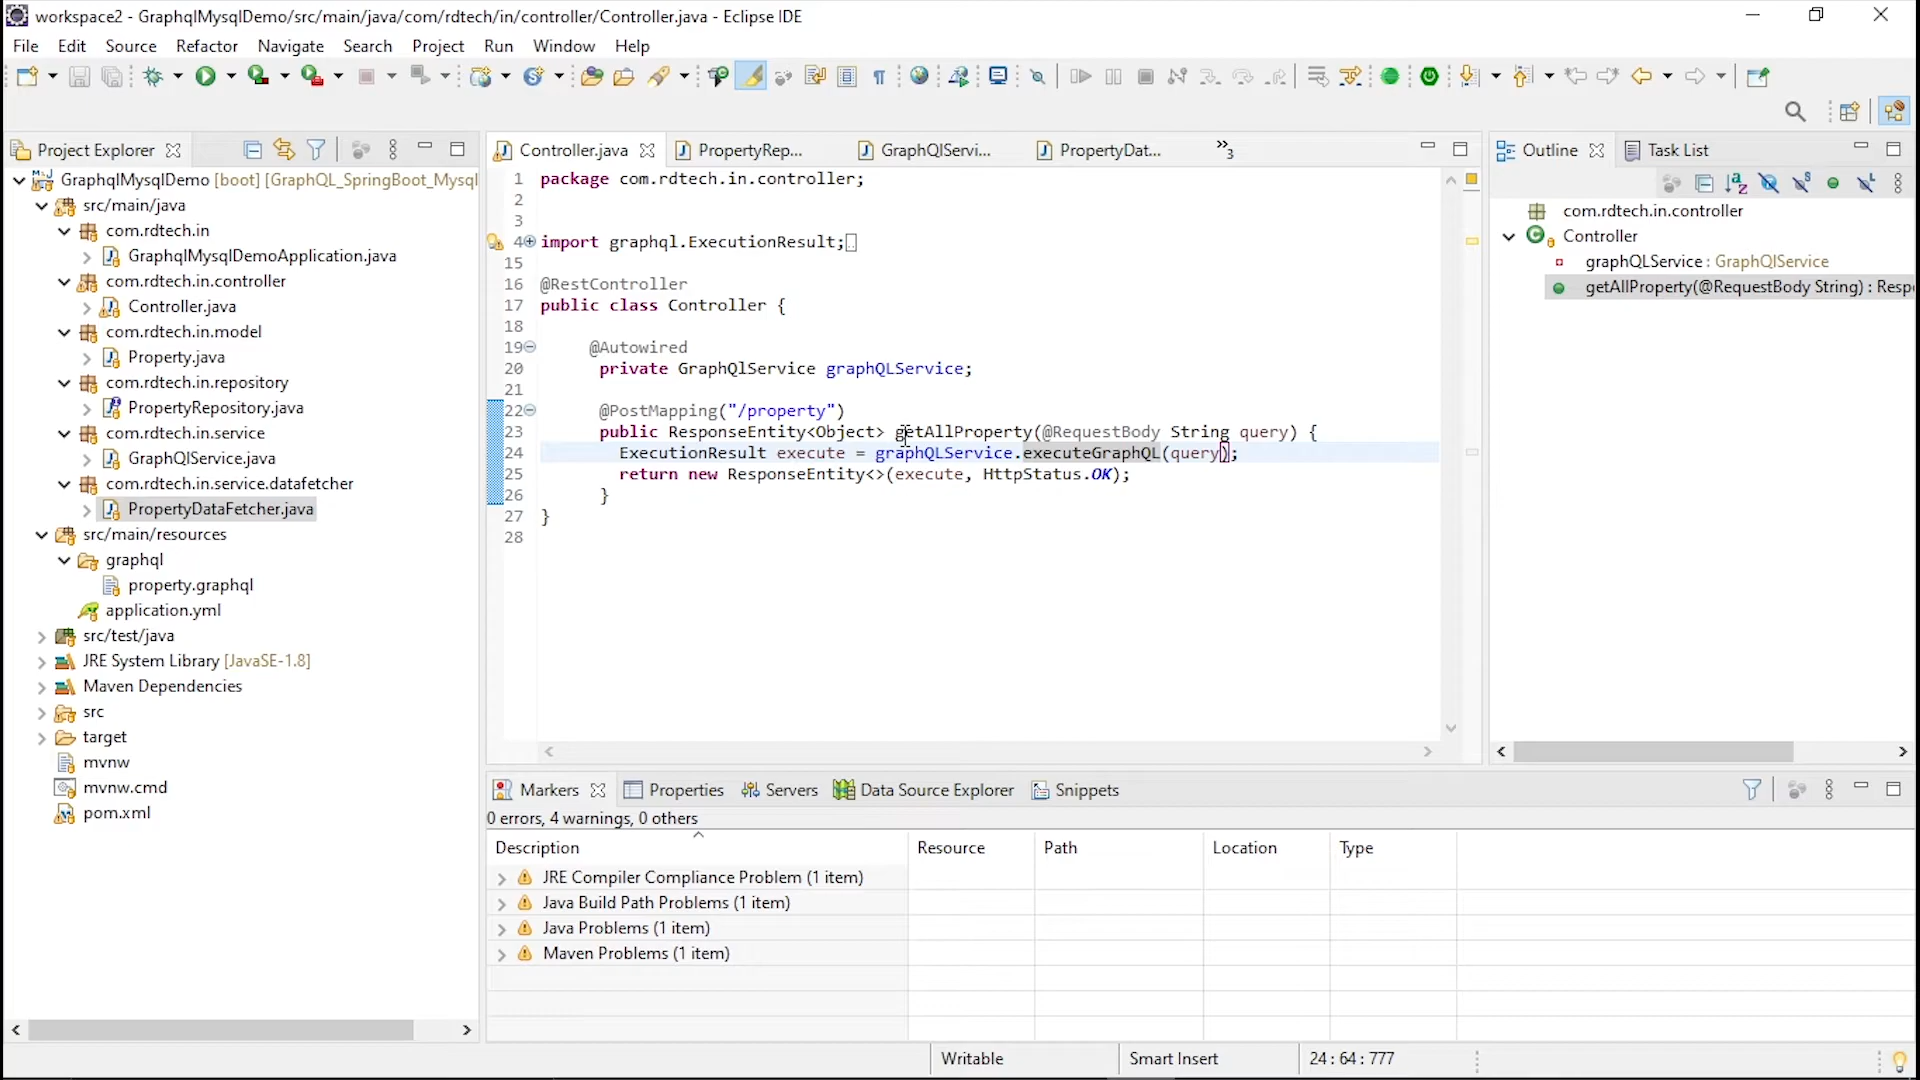 workspace2 - GraphqlMysqlDemo/src/main/java/com/rdtech/in/controller/Controller.java - Eclipse IDE
File Edit Source Refactor Navigate Search Project Run Window Help
Project Explorer
GraphqlMysqlDemo [boot] [GraphQL_SpringBoot_Mysql
src/main/java
com.rdtech.in
GraphqlMysqlDemoApplication.java
com.rdtech.in.controller
Controller.java
com.rdtech.in.model
Property.java
com.rdtech.in.repository
PropertyRepository.java
com.rdtech.in.service
GraphQlService.java
com.rdtech.in.service.datafetcher
PropertyDataFetcher.java
src/main/resources
graphql
property.graphql
application.yml
src/test/java
JRE System Library [JavaSE-1.8]
Maven Dependencies
src
target
mvnw
mvnw.cmd
pom.xml
Controller.java PropertyRep... GraphQlServi... PropertyDat... »3
1 package com.rdtech.in.controller;
2
3
4 import graphql.ExecutionResult;
15
16 @RestController
17 public class Controller {
18
19 @Autowired
20 private GraphQlService graphQLService;
21
22 @PostMapping("/property")
23 public ResponseEntity<Object> getAllProperty(@RequestBody String query) {
24 ExecutionResult execute = graphQLService.executeGraphQL(query);
25 return new ResponseEntity<>(execute, HttpStatus.OK);
26 }
27 }
28
Outline Task List
com.rdtech.in.controller
Controller
graphQLService : GraphQlService
getAllProperty(@RequestBody String) : Resp
Markers Properties Servers Data Source Explorer Snippets
0 errors, 4 warnings, 0 others
Description Resource Path Location Type
JRE Compiler Compliance Problem (1 item)
Java Build Path Problems (1 item)
Java Problems (1 item)
Maven Problems (1 item)
Writable Smart Insert 24 : 64 : 777